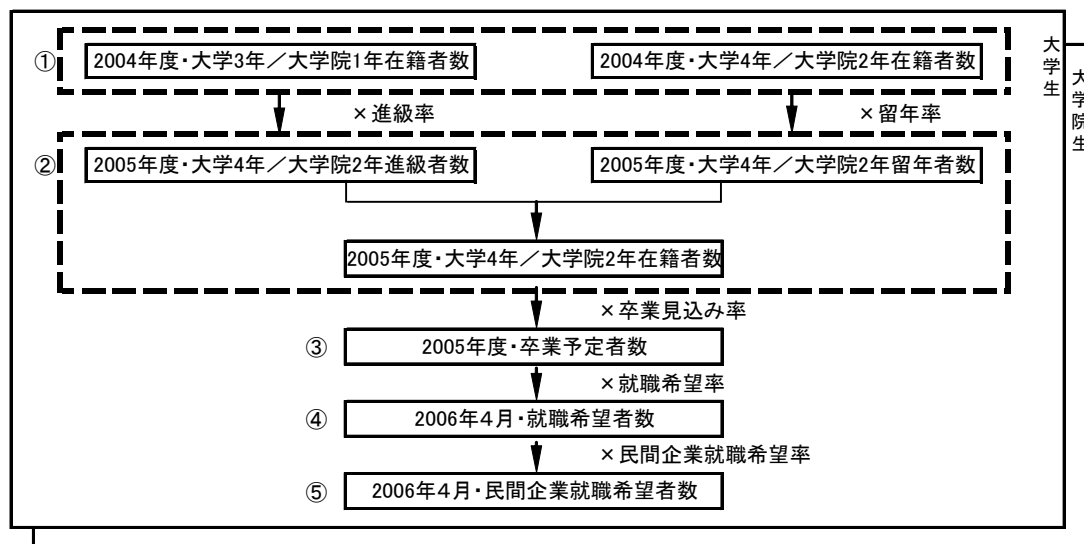 ① 2004年度・大学3年／大学院1年在籍者数 2004年度・大学4年／大学院2年在籍者数
×進級率 ×留年率
② 2005年度・大学4年／大学院2年進級者数 2005年度・大学4年／大学院2年留年者数
2005年度・大学4年／大学院2年在籍者数
×卒業見込み率
③ 2005年度・卒業予定者数
×就職希望率
④ 2006年４月・就職希望者数
×民間企業就職希望率
⑤ 2006年４月・民間企業就職希望者数
大学生
大学院生